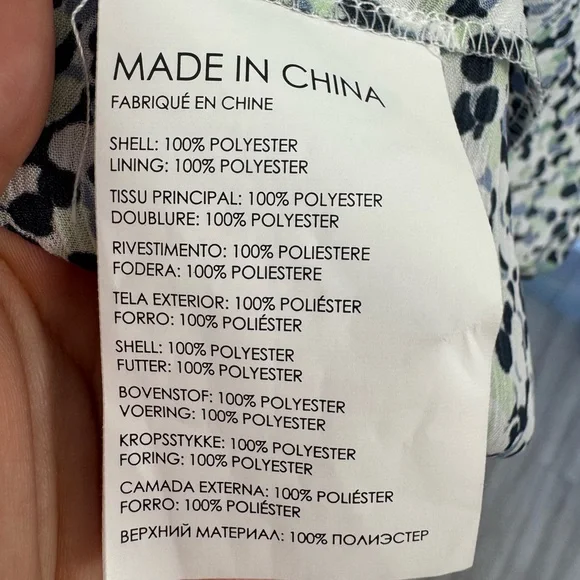 MADE IN CHINA
FABRIQUÉ EN CHINE
SHELL: 100% POLYESTER
LINING: 100% POLYESTER
TISSU PRINCIPAL: 100% POLYESTER
DOUBLURE: 100% POLYESTER
RIVESTIMENTO: 100% POLIESTERE
FODERA: 100% POLIESTERE
TELA EXTERIOR: 100% POLIÉSTER
FORRO: 100% POLIÉSTER
SHELL: 100% POLYESTER
FUTTER: 100% POLYESTER
BOVENSTOF: 100% POLYESTER
VOERING: 100% POLYESTER
KROPSSTYKKE: 100% POLYESTER
FORING: 100% POLYESTER
CAMADA EXTERNA: 100% POLIÉSTER
FORRO: 100% POLIÉSTER
ВЕРХНИЙ МАТЕРИАЛ: 100% ПОЛИЭСТЕР